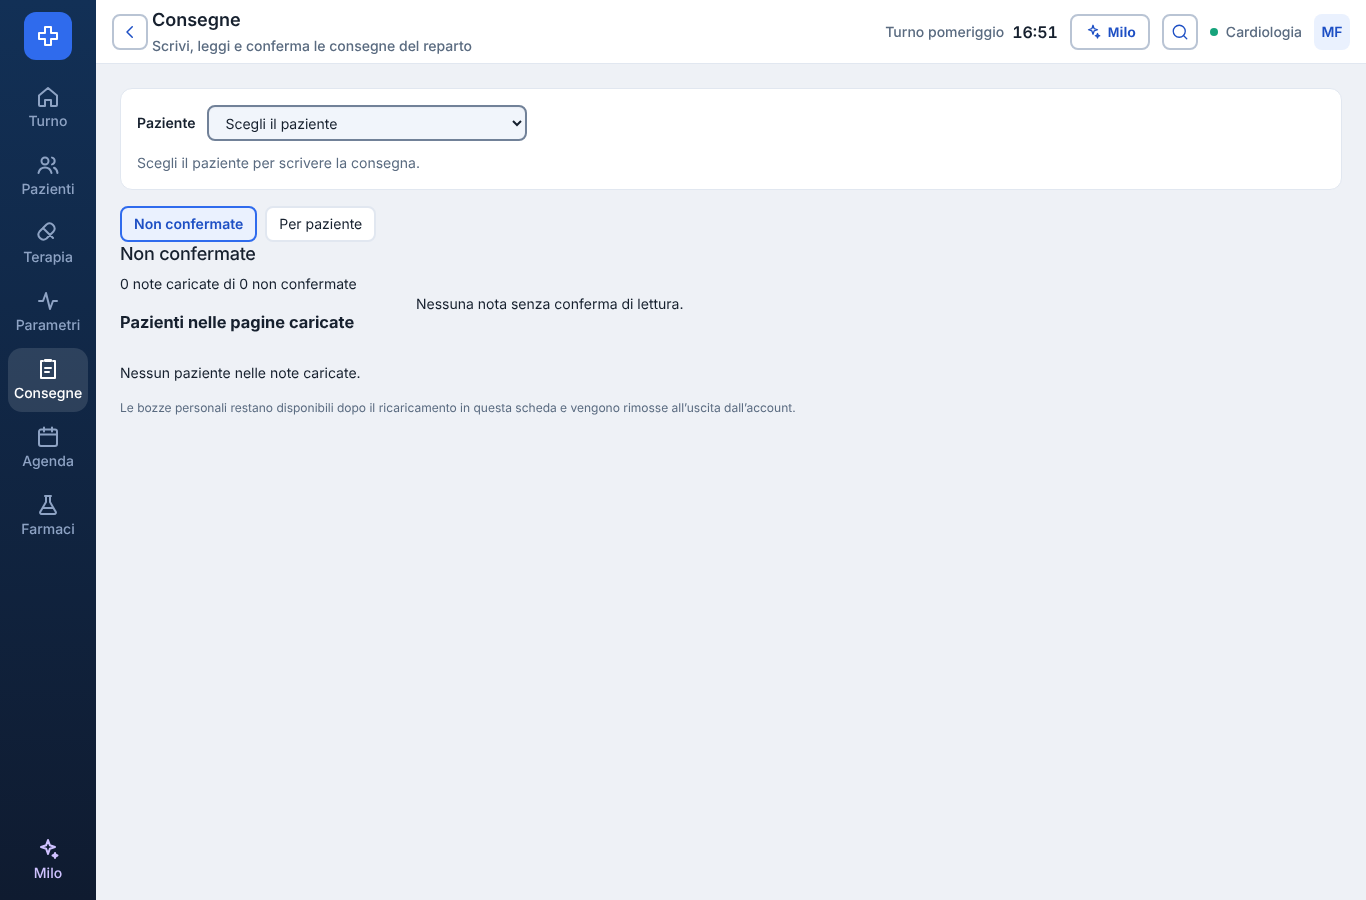 Consegne
Scrivi, leggi e conferma le consegne del reparto
Turno pomeriggio 16:51
Milo
Cardiologia
MF
Turno
Pazienti
Terapia
Parametri
Consegne
Agenda
Farmaci
Milo
Paziente
Scegli il paziente
Scegli il paziente per scrivere la consegna.
Non confermate
Per paziente
Non confermate
0 note caricate di 0 non confermate
Nessuna nota senza conferma di lettura.
Pazienti nelle pagine caricate
Nessun paziente nelle note caricate.
Le bozze personali restano disponibili dopo il ricaricamento in questa scheda e vengono rimosse all’uscita dall’account.